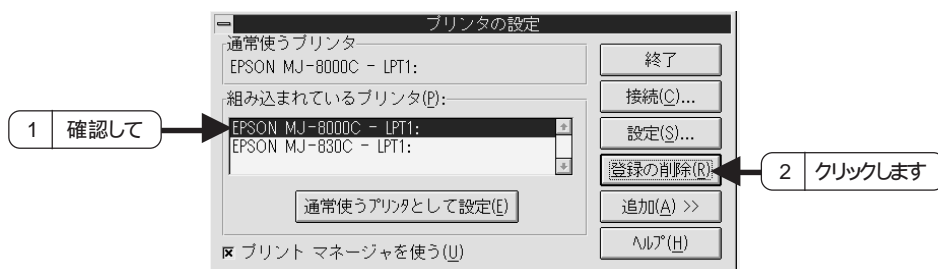 プリンタの設定
通常使うプリンタ
EPSON MJ-8000C - LPT1:
組み込まれているプリンタ(P):
EPSON MJ-8000C - LPT1:
EPSON MJ-830C - LPT1:
通常使うプリンタとして設定(E)
プリント マネージャを使う(U)
終了
接続(C)...
設定(S)...
登録の削除(R)
追加(A) >>
ヘルプ(H)
1 確認して
2 クリックします